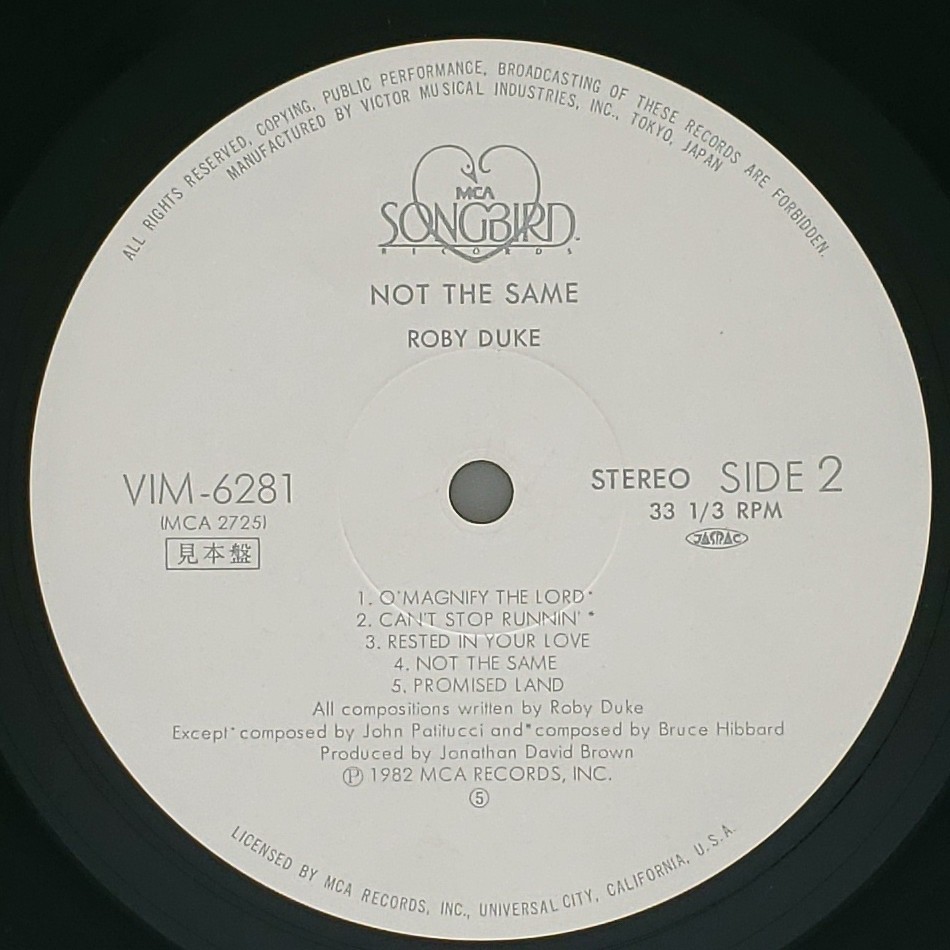 ALL RIGHTS RESERVED, COPYING, PUBLIC PERFORMANCE, BROADCASTING OF THESE RECORDS ARE FORBIDDEN.
MANUFACTURED BY VICTOR MUSICAL INDUSTRIES, INC., TOKYO, JAPAN
MCA
SONGBIRD™
RECORDS
NOT THE SAME
ROBY DUKE
VIM-6281
(MCA 2725)
見本盤
STEREO SIDE 2
33 1/3 RPM
JASRAC
1. O'MAGNIFY THE LORD*
2. CAN'T STOP RUNNIN' *
3. RESTED IN YOUR LOVE
4. NOT THE SAME
5. PROMISED LAND
All compositions written by Roby Duke
Except*composed by John Patitucci and*composed by Bruce Hibbard
Produced by Jonathan David Brown
Ⓟ 1982 MCA RECORDS, INC.
⑤
LICENSED BY MCA RECORDS, INC., UNIVERSAL CITY, CALIFORNIA, U.S.A.